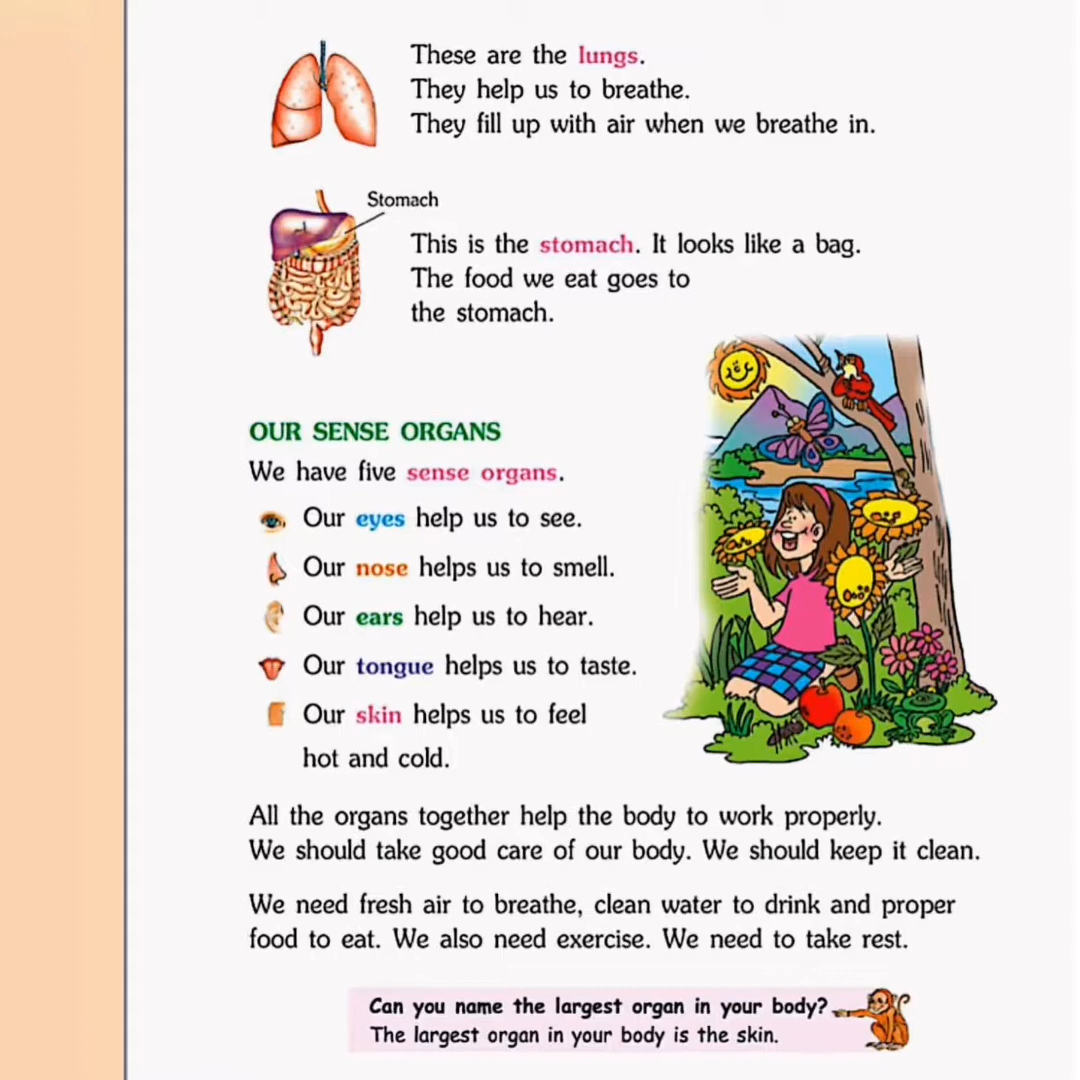 These are the lungs.
They help us to breathe.
They fill up with air when we breathe in.
Stomach
This is the stomach. It looks like a bag.
The food we eat goes to
the stomach.
OUR SENSE ORGANS
We have five sense organs.
Our eyes help us to see.
Our nose helps us to smell.
Our ears help us to hear.
Our tongue helps us to taste.
Our skin helps us to feel
hot and cold.
All the organs together help the body to work properly.
We should take good care of our body. We should keep it clean.
We need fresh air to breathe, clean water to drink and proper
food to eat. We also need exercise. We need to take rest.
Can you name the largest organ in your body?
The largest organ in your body is the skin.